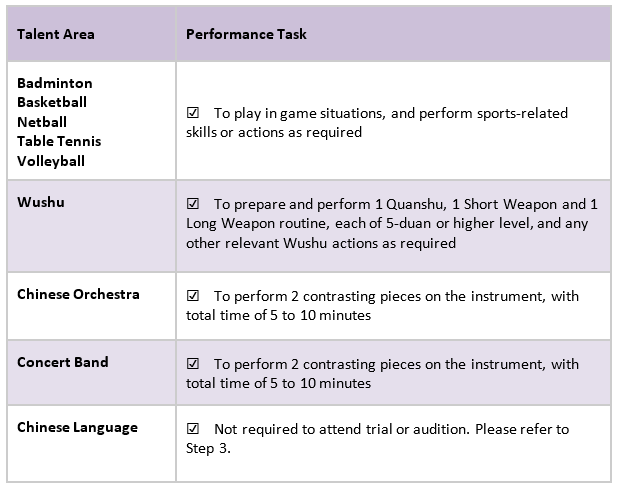 Talent Area
Performance Task
Badminton
Basketball
Netball
Table Tennis
Volleyball
☑ To play in game situations, and perform sports-related
skills or actions as required
Wushu
☑ To prepare and perform 1 Quanshu, 1 Short Weapon and 1
Long Weapon routine, each of 5-duan or higher level, and any
other relevant Wushu actions as required
Chinese Orchestra
☑ To perform 2 contrasting pieces on the instrument, with
total time of 5 to 10 minutes
Concert Band
☑ To perform 2 contrasting pieces on the instrument, with
total time of 5 to 10 minutes
Chinese Language
☑ Not required to attend trial or audition. Please refer to
Step 3.